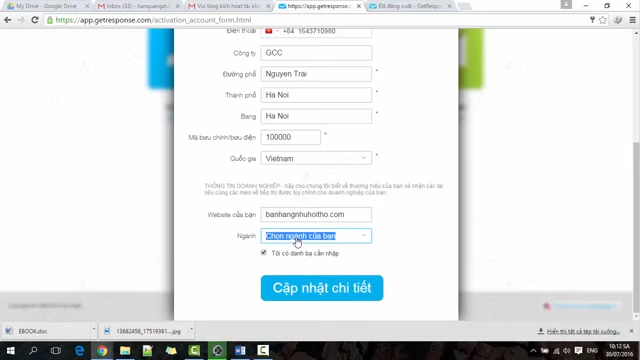 My Drive - Google Drive
Inbox (33) - hanquangdu
Vui lòng kích hoạt tài kho
https://app.getresponse.
Đã đăng xuất - GetRespo
https://app.getresponse.com/activation_account_form.html
Điện thoại
+84 1643710980
Công ty
GCC
Đường phố
Nguyen Trai
*
Thành phố
Ha Noi
*
Bang
Ha Noi
*
Mã bưu chính/bưu điện
100000
*
Quốc gia
Vietnam
*
THÔNG TIN DOANH NGHIỆP - hãy cho chúng tôi biết về thương hiệu của bạn và nhận các tài
liệu cùng các mẹo về tiếp thị được tùy chỉnh cho doanh nghiệp của bạn
Website của bạn
banhangnhuhoitho.com
Ngành
Chọn ngành của bạn
Tôi có danh bạ cần nhập
Cập nhật chi tiết
EBOOK.doc
13682458_17519381....jpg
Hiển thị tất cả tệp tải xuống...
10:12 SA
30/07/2016